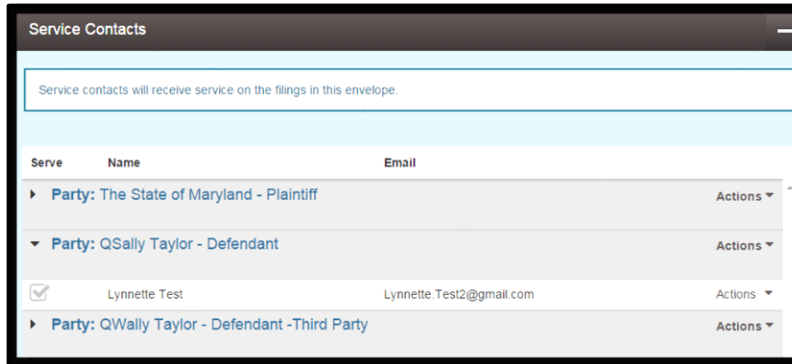 Service Contacts
Service contacts will receive service on the filings in this envelope.
Serve Name Email
Party: The State of Maryland - Plaintiff Actions
Party: QSally Taylor - Defendant Actions
Lynnette Test Lynnette.Test2@gmail.com Actions
Party: QWally Taylor - Defendant -Third Party Actions